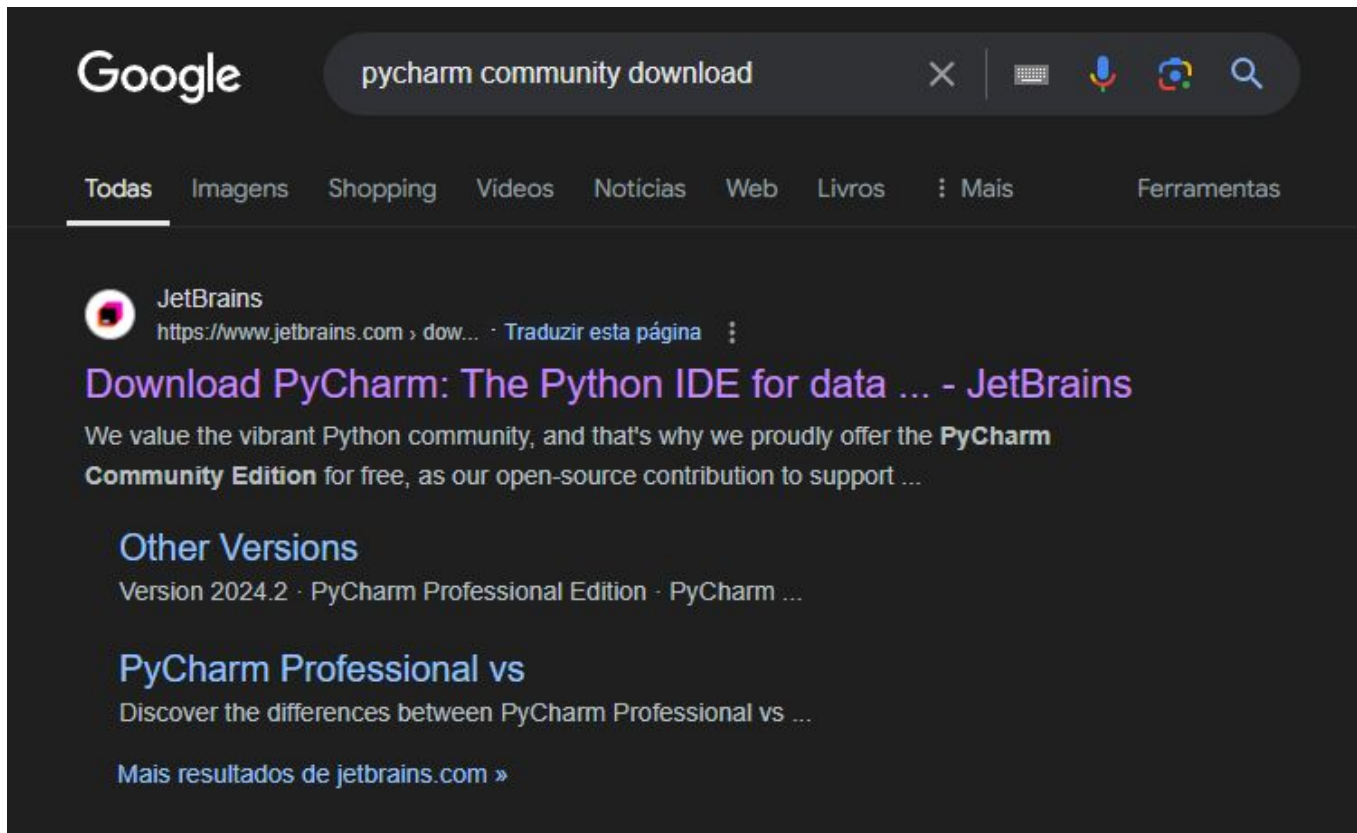 Google
pycharm community download
Todas Imagens Shopping Vídeos Notícias Web Livros Mais Ferramentas
JetBrains
https://www.jetbrains.com › dow... · Traduzir esta página
Download PyCharm: The Python IDE for data ... - JetBrains
We value the vibrant Python community, and that's why we proudly offer the PyCharm
Community Edition for free, as our open-source contribution to support ...
Other Versions
Version 2024.2 · PyCharm Professional Edition · PyCharm ...
PyCharm Professional vs
Discover the differences between PyCharm Professional vs ...
Mais resultados de jetbrains.com »